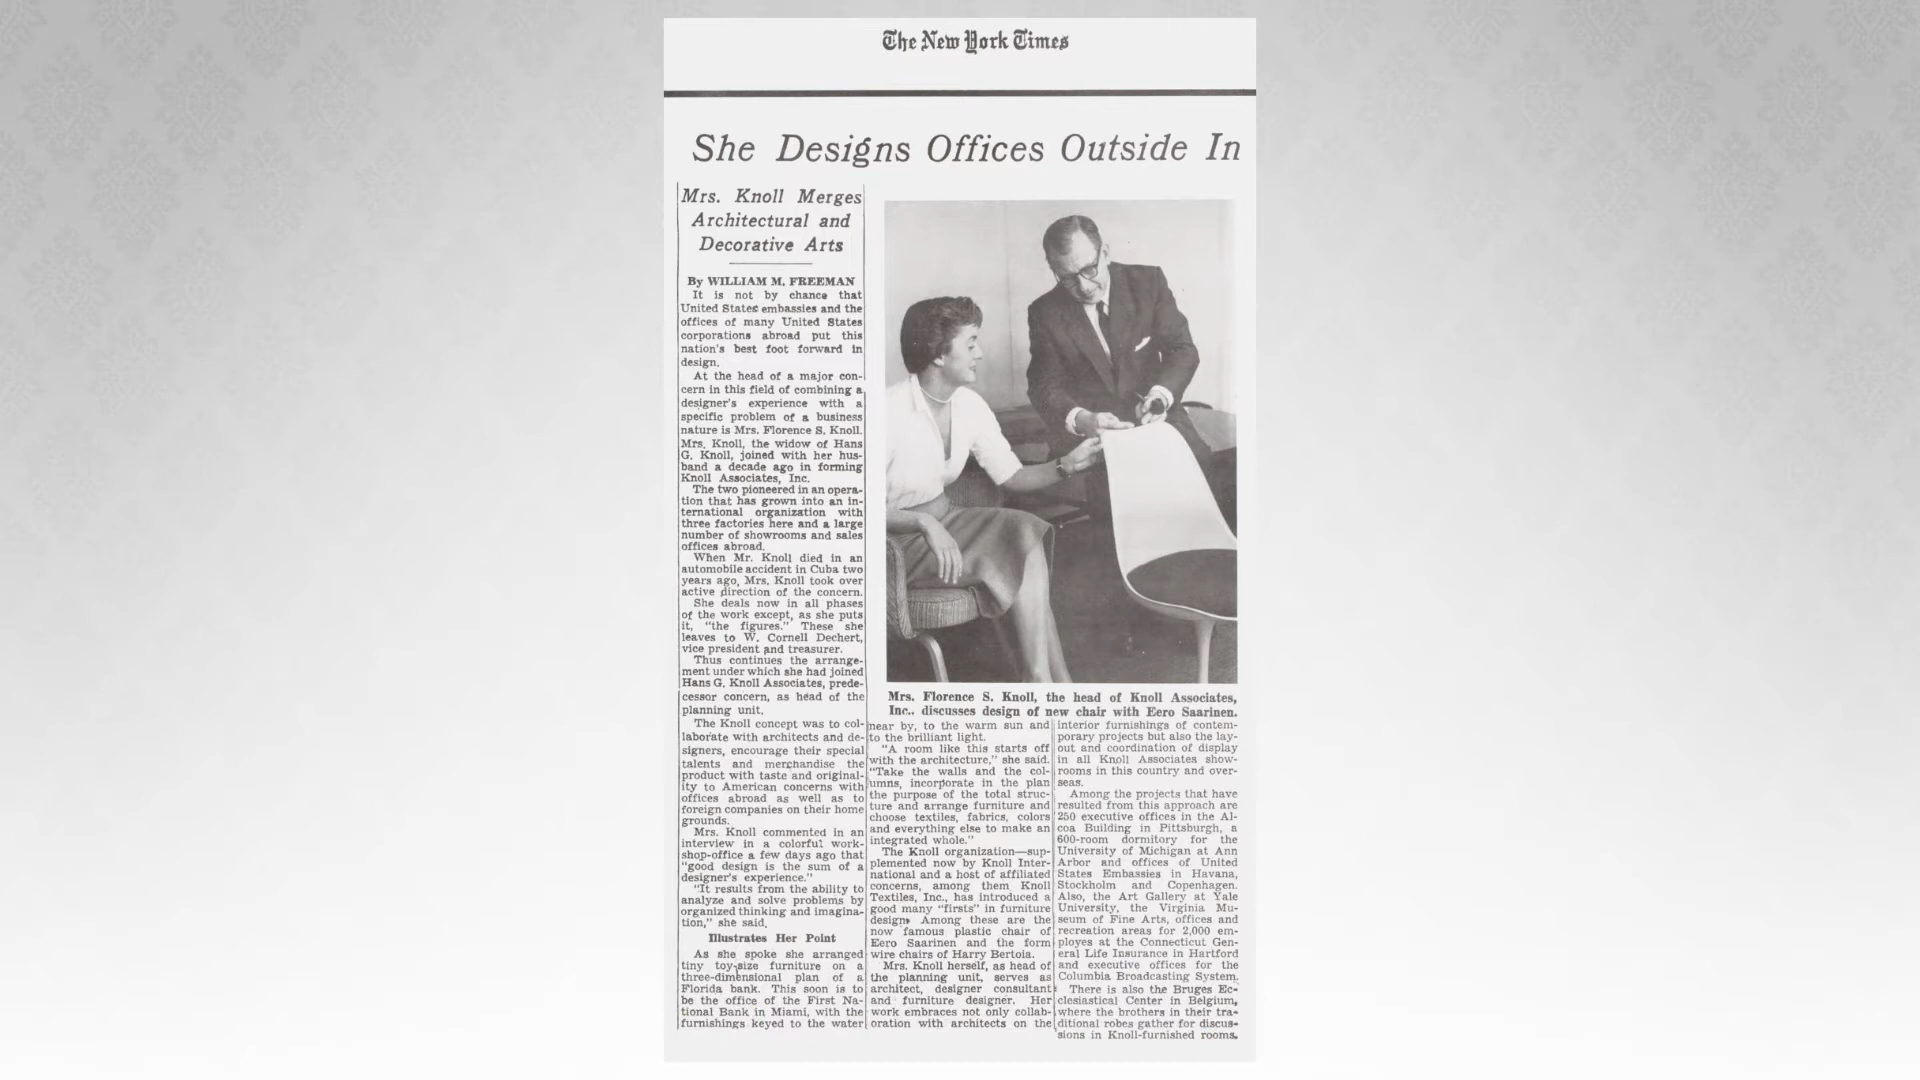 The New York Times
She Designs Offices Outside In
Mrs. Knoll Merges
Architectural and
Decorative Arts
By WILLIAM M. FREEMAN
It is not by chance that
United States embassies and the
offices of many United States
corporations abroad put this
nation's best foot forward in
design.
At the head of a major con-
cern in this field of combining a
designer's experience with a
specific problem of a business
nature is Mrs. Florence S. Knoll.
Mrs. Knoll, the widow of Hans
G. Knoll, joined with her hus-
band a decade ago in forming
Knoll Associates, Inc.
The two pioneered in an opera-
tion that has grown into an in-
ternational organization with
three factories here and a large
number of showrooms and sales
offices abroad.
When Mr. Knoll died in an
automobile accident in Cuba two
years ago, Mrs. Knoll took over
active direction of the concern.
She deals now in all phases
of the work except, as she puts
it, "the figures." These she
leaves to W. Cornell Dechert,
vice president and treasurer.
Thus continues the arrange-
ment under which she had joined
Hans G. Knoll Associates, prede-
cessor concern, as head of the
planning unit.
The Knoll concept was to col-
laborate with architects and de-
signers, encourage their special
talents and merchandise the
product with taste and original-
ity to American concerns with
offices abroad as well as to
foreign companies on their home
grounds.
Mrs. Knoll commented in an
interview in a colorful work-
shop-office a few days ago that
"good design is the sum of a
designer's experience."
"It results from the ability to
analyze and solve problems by
organized thinking and imagina-
tion," she said.
Illustrates Her Point
As she spoke she arranged
tiny toy-size furniture on a
three-dimensional plan of a
Florida bank. This soon is to
be the office of the First Na-
tional Bank in Miami, with the
furnishings keyed to the water
Mrs. Florence S. Knoll, the head of Knoll Associates,
Inc., discusses design of new chair with Eero Saarinen.
near by, to the warm sun and
to the brilliant light.
"A room like this starts off
with the architecture," she said.
"Take the walls and the col-
umns, incorporate in the plan
the purpose of the total struc-
ture and arrange furniture and
choose textiles, fabrics, colors
and everything else to make an
integrated whole."
The Knoll organization—sup-
plemented now by Knoll Inter-
national and a host of affiliated
concerns, among them Knoll
Textiles, Inc., has introduced a
good many "firsts" in furniture
design. Among these are the
now famous plastic chair of
Eero Saarinen and the form
wire chairs of Harry Bertoia.
Mrs. Knoll herself, as head of
the planning unit, serves as
architect, designer consultant
and furniture designer. Her
work embraces not only collab-
oration with architects on the
interior furnishings of contem-
porary projects but also the lay-
out and coordination of display
in all Knoll Associates show-
rooms in this country and over-
seas.
Among the projects that have
resulted from this approach are
250 executive offices in the Al-
coa Building in Pittsburgh, a
600-room dormitory for the
University of Michigan at Ann
Arbor and offices of United
States Embassies in Havana,
Stockholm and Copenhagen.
Also, the Art Gallery at Yale
University, the Virginia Mu-
seum of Fine Arts, offices and
recreation areas for 2,000 em-
ployes at the Connecticut Gen-
eral Life Insurance in Hartford
and executive offices for the
Columbia Broadcasting System.
There is also the Bruges Ec-
clesiastical Center in Belgium,
where the brothers in their tra-
ditional robes gather for discus-
sions in Knoll-furnished rooms.